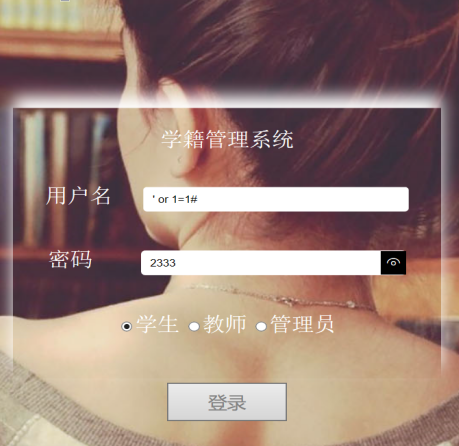 学籍管理系统
用户名 ' or 1=1#
密码 2333
学生 教师 管理员
登录